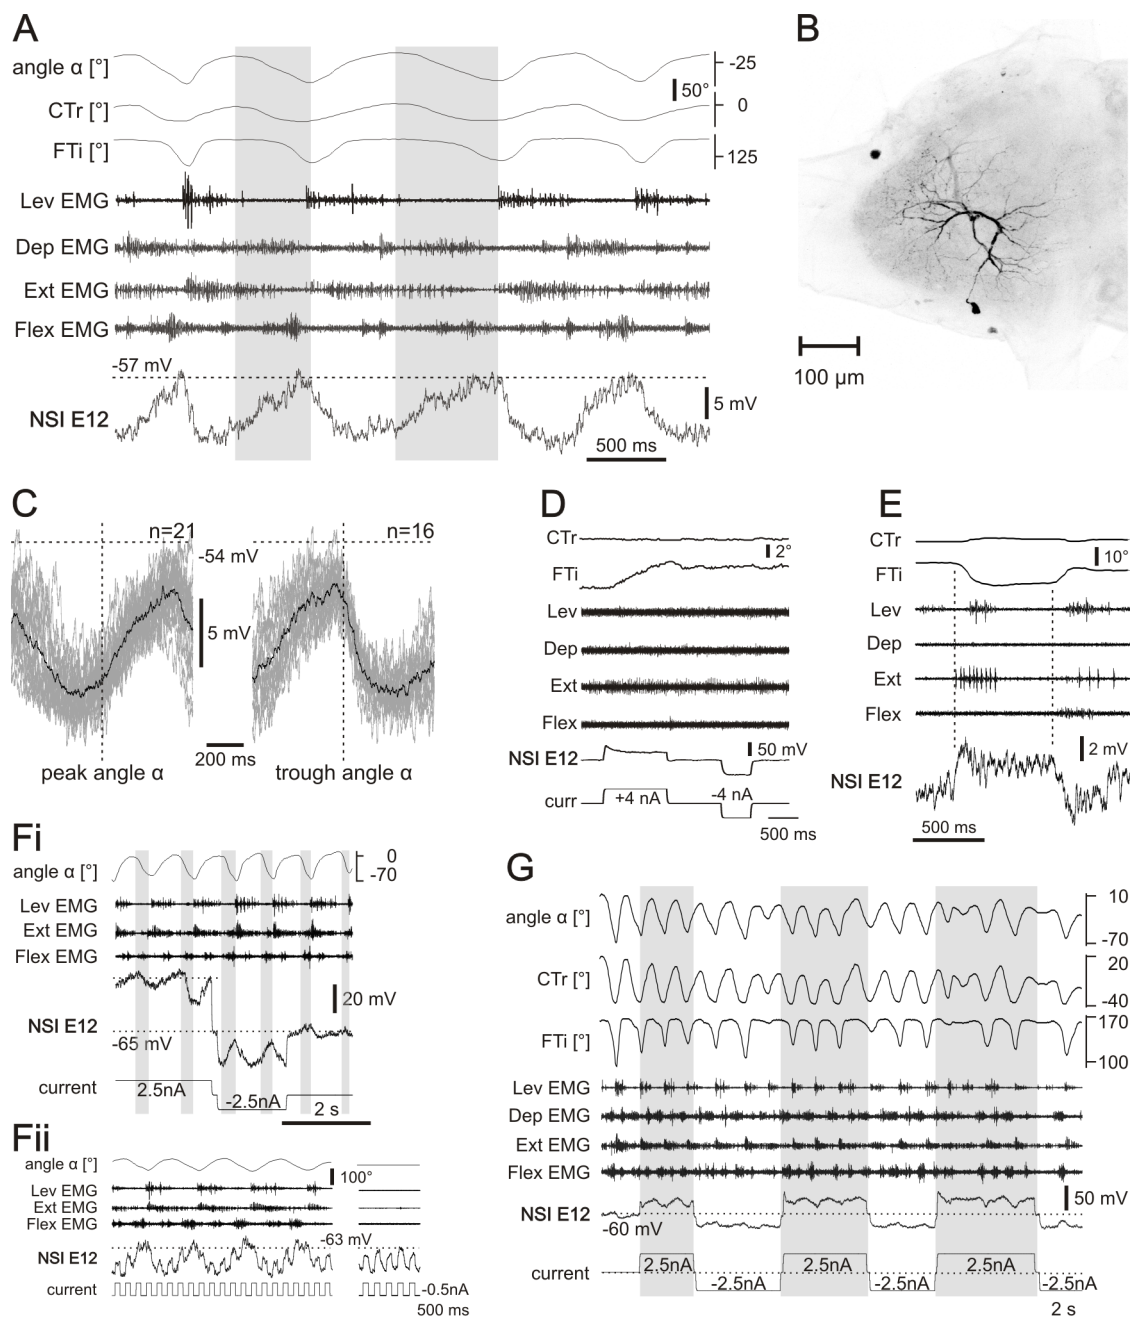 A
angle α [°]
-25
50°
CTr [°]
0
FTi [°]
125
Lev EMG
Dep EMG
Ext EMG
Flex EMG
-57 mV
NSI E12
5 mV
500 ms
B
100 µm
C
n=21
n=16
-54 mV
5 mV
200 ms
peak angle α
trough angle α
D
CTr
2°
FTi
Lev
Dep
Ext
Flex
50 mV
NSI E12
+4 nA
-4 nA
curr
500 ms
E
CTr
10°
FTi
Lev
Dep
Ext
Flex
2 mV
NSI E12
500 ms
Fi
0
angle α [°]
-70
Lev EMG
Ext EMG
Flex EMG
20 mV
NSI E12
-65 mV
current
2.5nA
-2.5nA
2 s
Fii
angle α [°]
100°
Lev EMG
Ext EMG
Flex EMG
-63 mV
NSI E12
current
-0.5nA
500 ms
G
10
angle α [°]
-70
20
CTr [°]
-40
170
FTi [°]
100
Lev EMG
Dep EMG
Ext EMG
Flex EMG
50 mV
NSI E12
-60 mV
2.5nA
2.5nA
2.5nA
current
-2.5nA
-2.5nA
-2.5nA
2 s